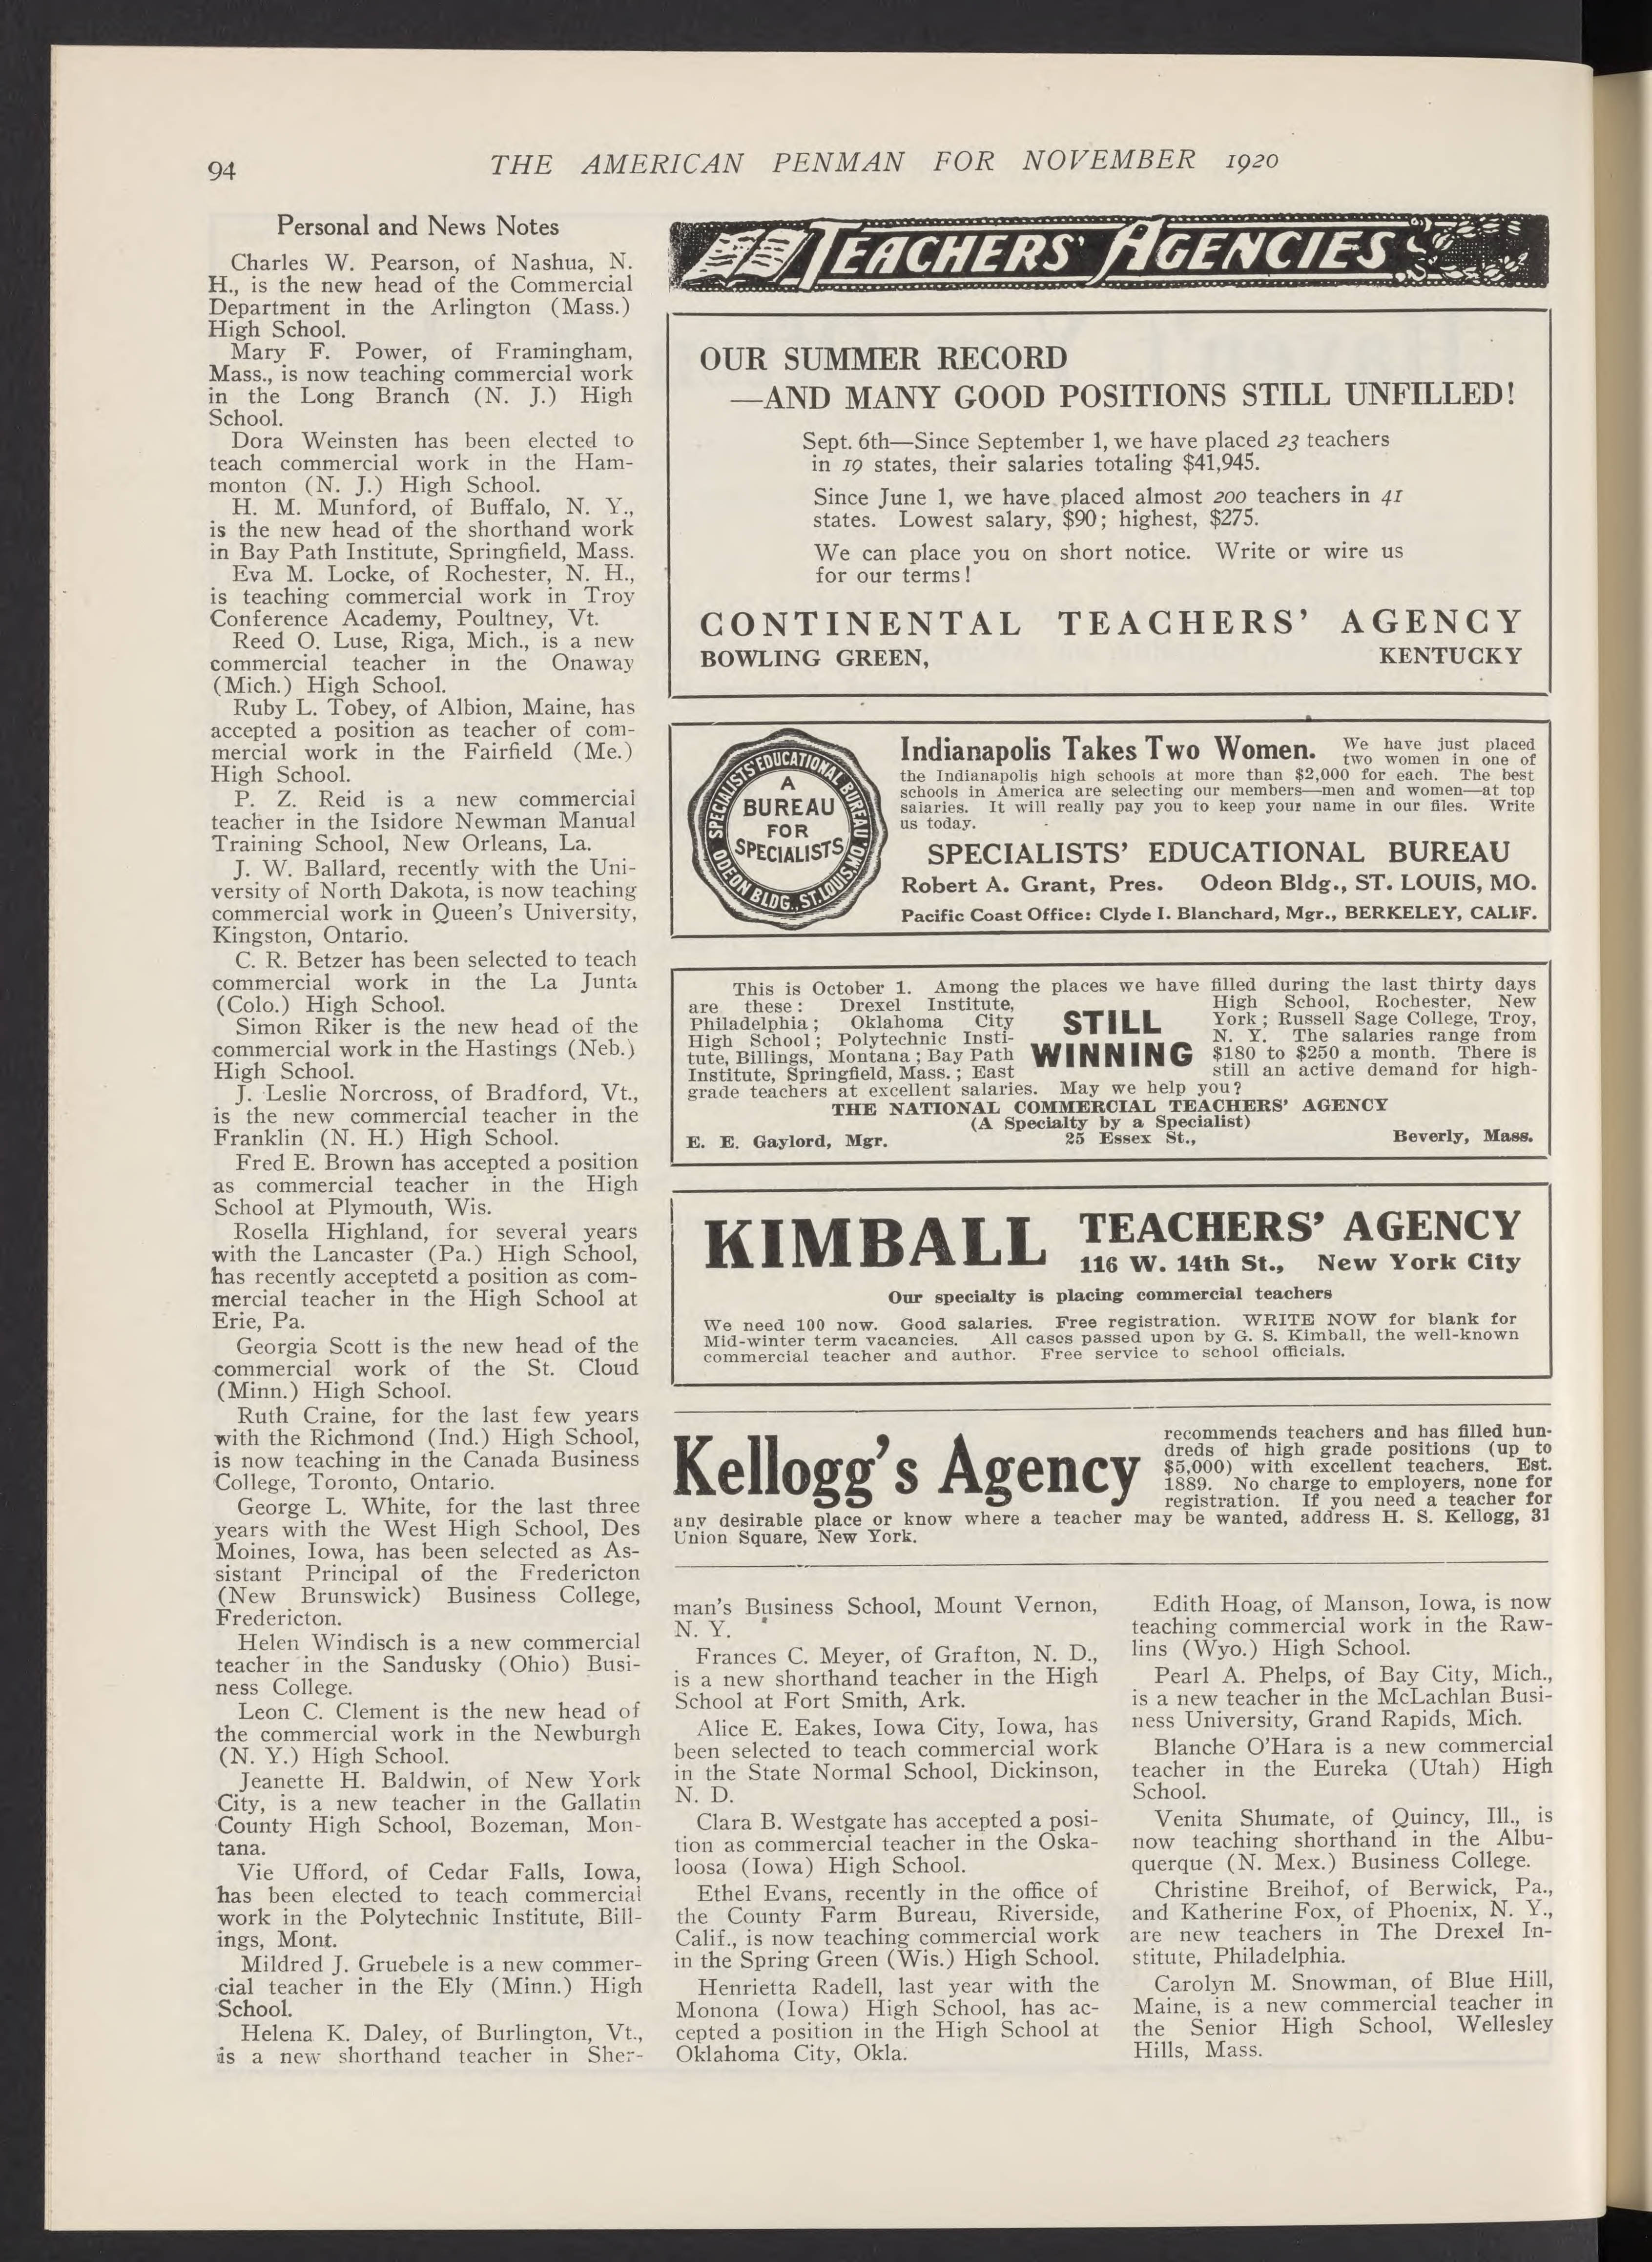 94
THE AMERICAN PENMAN FOR NOVEMBER 1920
Personal and News Notes
Charles W. Pearson, of Nashua, N.
H., is the new head of the Commercial
Department in the Arlington (Mass.)
High School.
Mary F. Power, of Framingham,
Mass., is now teaching commercial work
in the Long Branch (N. J.) High
School.
Dora Weinsten has been elected to
teach commercial work in the Ham-
monton (N. J.) High School.
H. M. Munford, of Buffalo, N. Y.,
is the new head of the shorthand work
in Bay Path Institute, Springfield, Mass.
Eva M. Locke, of Rochester, N. H.,
is teaching commercial work in Troy
Conference Academy, Poultney, Vt.
Reed O. Luse, Riga, Mich., is a new
commercial teacher in the Onaway
(Mich.) High School.
Ruby L. Tobey, of Albion, Maine, has
accepted a position as teacher of com-
mercial work in the Fairfield (Me.)
High School.
P. Z. Reid is a new commercial
teacher in the Isidore Newman Manual
Training School, New Orleans, La.
J. W. Ballard, recently with the Uni-
versity of North Dakota, is now teaching
commercial work in Queen's University,
Kingston, Ontario.
C. R. Betzer has been selected to teach
commercial work in the La Junta
(Colo.) High School.
Simon Riker is the new head of the
commercial work in the Hastings (Neb.)
High School.
J. Leslie Norcross, of Bradford, Vt.,
is the new commercial teacher in the
Franklin (N. H.) High School.
Fred E. Brown has accepted a position
as commercial teacher in the High
School at Plymouth, Wis.
Rosella Highland, for several years
with the Lancaster (Pa.) High School,
has recently acceptetd a position as com-
mercial teacher in the High School at
Erie, Pa.
Georgia Scott is the new head of the
commercial work of the St. Cloud
(Minn.) High School.
Ruth Craine, for the last few years
with the Richmond (Ind.) High School,
is now teaching in the Canada Business
College, Toronto, Ontario.
George L. White, for the last three
years with the West High School, Des
Moines, Iowa, has been selected as As-
sistant Principal of the Fredericton
(New Brunswick) Business College,
Fredericton.
Helen Windisch is a new commercial
teacher in the Sandusky (Ohio) Busi-
ness College.
Leon C. Clement is the new head of
the commercial work in the Newburgh
(N. Y.) High School.
Jeanette H. Baldwin, of New York
City, is a new teacher in the Gallatin
County High School, Bozeman, Mon-
tana.
Vie Ufford, of Cedar Falls, Iowa,
has been elected to teach commercial
work in the Polytechnic Institute, Bill-
ings, Mont.
Mildred J. Gruebele is a new commer-
cial teacher in the Ely (Minn.) High
School.
Helena K. Daley, of Burlington, Vt.,
is a new shorthand teacher in Sher-
TEACHERS' AGENCIES
OUR SUMMER RECORD
—AND MANY GOOD POSITIONS STILL UNFILLED!
Sept. 6th—Since September 1, we have placed 23 teachers
in 19 states, their salaries totaling $41,945.
Since June 1, we have placed almost 200 teachers in 41
states. Lowest salary, $90; highest, $275.
We can place you on short notice. Write or wire us
for our terms!
CONTINENTAL TEACHERS' AGENCY
BOWLING GREEN, KENTUCKY
SPECIALISTS EDUCATIONAL BUREAU
ODEON BLDG., ST. LOUIS, MO.
A
BUREAU
FOR
SPECIALISTS
Indianapolis Takes Two Women. We have just placed
two women in one of
the Indianapolis high schools at more than $2,000 for each. The best
schools in America are selecting our members—men and women—at top
salaries. It will really pay you to keep your name in our files. Write
us today.
SPECIALISTS' EDUCATIONAL BUREAU
Robert A. Grant, Pres. Odeon Bldg., ST. LOUIS, MO.
Pacific Coast Office: Clyde I. Blanchard, Mgr., BERKELEY, CALIF.
This is October 1. Among the places we have filled during the last thirty days
are these: Drexel Institute,
Philadelphia; Oklahoma City
High School; Polytechnic Insti-
tute, Billings, Montana; Bay Path
Institute, Springfield, Mass.; East
STILL
WINNING
High School, Rochester, New
York; Russell Sage College, Troy,
N. Y. The salaries range from
$180 to $250 a month. There is
still an active demand for high-
grade teachers at excellent salaries. May we help you?
THE NATIONAL COMMERCIAL TEACHERS' AGENCY
(A Specialty by a Specialist)
E. E. Gaylord, Mgr. 25 Essex St., Beverly, Mass.
KIMBALL TEACHERS' AGENCY
116 W. 14th St., New York City
Our specialty is placing commercial teachers
We need 100 now. Good salaries. Free registration. WRITE NOW for blank for
Mid-winter term vacancies. All cases passed upon by G. S. Kimball, the well-known
commercial teacher and author. Free service to school officials.
Kellogg's Agency
recommends teachers and has filled hun-
dreds of high grade positions (up to
$5,000) with excellent teachers. Est.
1889. No charge to employers, none for
registration. If you need a teacher for
any desirable place or know where a teacher may be wanted, address H. S. Kellogg, 31
Union Square, New York.
man's Business School, Mount Vernon,
N. Y.
Frances C. Meyer, of Grafton, N. D.,
is a new shorthand teacher in the High
School at Fort Smith, Ark.
Alice E. Eakes, Iowa City, Iowa, has
been selected to teach commercial work
in the State Normal School, Dickinson,
N. D.
Clara B. Westgate has accepted a posi-
tion as commercial teacher in the Oska-
loosa (Iowa) High School.
Ethel Evans, recently in the office of
the County Farm Bureau, Riverside,
Calif., is now teaching commercial work
in the Spring Green (Wis.) High School.
Henrietta Radell, last year with the
Monona (Iowa) High School, has ac-
cepted a position in the High School at
Oklahoma City, Okla.
Edith Hoag, of Manson, Iowa, is now
teaching commercial work in the Raw-
lins (Wyo.) High School.
Pearl A. Phelps, of Bay City, Mich.,
is a new teacher in the McLachlan Busi-
ness University, Grand Rapids, Mich.
Blanche O'Hara is a new commercial
teacher in the Eureka (Utah) High
School.
Venita Shumate, of Quincy, Ill., is
now teaching shorthand in the Albu-
querque (N. Mex.) Business College.
Christine Breihof, of Berwick, Pa.,
and Katherine Fox, of Phoenix, N. Y.,
are new teachers in The Drexel In-
stitute, Philadelphia.
Carolyn M. Snowman, of Blue Hill,
Maine, is a new commercial teacher in
the Senior High School, Wellesley
Hills, Mass.